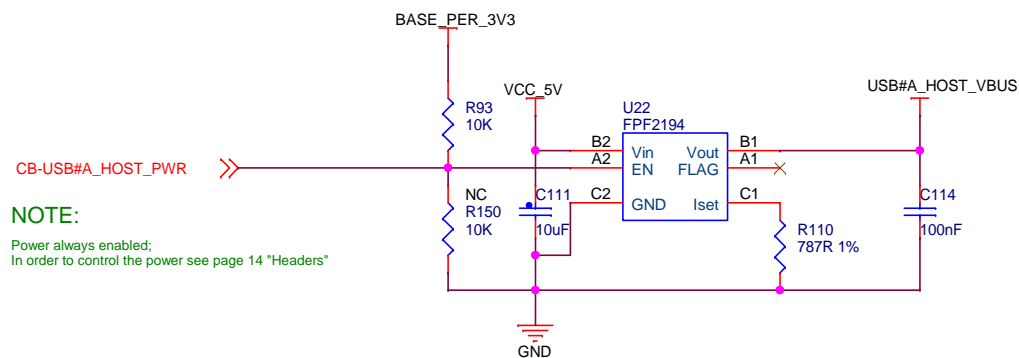 BASE_PER_3V3
R93
10K
VCC_5V
USB#A_HOST_VBUS
U22
FPF2194
B2
Vin
Vout
B1
CB-USB#A_HOST_PWR
A2
EN
FLAG
A1
NC
R150
10K
C111
10uF
C2
GND
Iset
C1
C114
100nF
R110
787R 1%
NOTE:
Power always enabled;
In order to control the power see page 14 "Headers"
GND